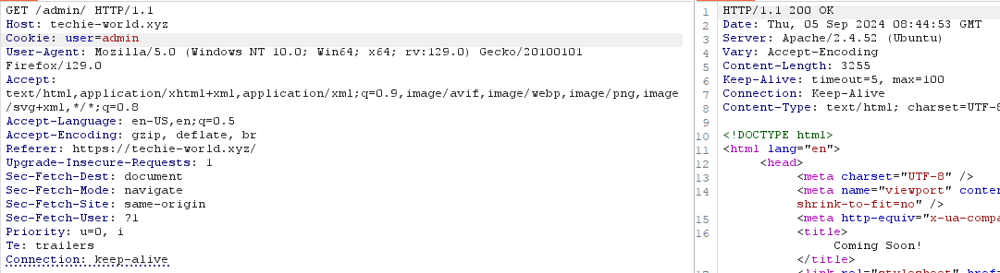 GET /admin/ HTTP/1.1
Host: techie-world.xyz
Cookie: user=admin
User-Agent: Mozilla/5.0 (Windows NT 10.0; Win64; x64; rv:129.0) Gecko/20100101
Firefox/129.0
Accept:
text/html,application/xhtml+xml,application/xml;q=0.9,image/avif,image/webp,image/png,image
/svg+xml,*/*;q=0.8
Accept-Language: en-US,en;q=0.5
Accept-Encoding: gzip, deflate, br
Referer: https://techie-world.xyz/
Upgrade-Insecure-Requests: 1
Sec-Fetch-Dest: document
Sec-Fetch-Mode: navigate
Sec-Fetch-Site: same-origin
Sec-Fetch-User: ?1
Priority: u=0, i
Te: trailers
Connection: keep-alive
1 HTTP/1.1 200 OK
2 Date: Thu, 05 Sep 2024 08:44:53 GMT
3 Server: Apache/2.4.52 (Ubuntu)
4 Vary: Accept-Encoding
5 Content-Length: 3255
6 Keep-Alive: timeout=5, max=100
7 Connection: Keep-Alive
8 Content-Type: text/html; charset=UTF-8
9
10 <!DOCTYPE html>
11 <html lang="en">
12 <head>
13 <meta charset="UTF-8" />
14 <meta name="viewport" conten
shrink-to-fit=no" />
15 <meta http-equiv="x-ua-compa
16 <title>
Coming Soon!
</title>
<link rel="stylesheet" href=